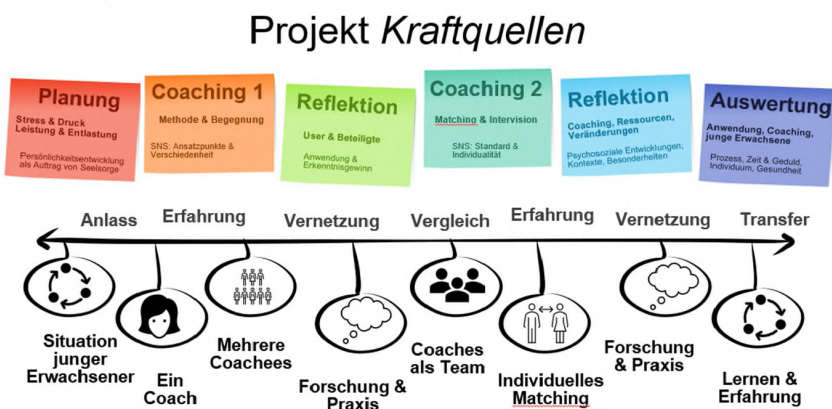 Projekt Kraftquellen
Planung
Stress & Druck
Leistung & Entlastung
Persönlichkeitsentwicklung
als Auftrag von Seelsorge
Coaching 1
Methode & Begegnung
SNS: Ansatzpunkte &
Verschiedenheit
Reflektion
User & Beteiligte
Anwendung &
Erkenntnisgewinn
Coaching 2
Matching & Intervision
SNS: Standard &
Individualität
Reflektion
Coaching, Ressourcen,
Veränderungen
Psychosoziale Entwicklungen;
Kontexte, Besonderheiten
Auswertung
Anwendung, Coaching,
junge Erwachsene
Prozess, Zeit & Geduld,
Individuum, Gesundheit
Anlass
Erfahrung
Vernetzung
Vergleich
Erfahrung
Vernetzung
Transfer
Situation
junger
Erwachsener
Ein
Coach
Mehrere
Coachees
Forschung &
Praxis
Coaches
als Team
Individuelles
Matching
Forschung
& Praxis
Lernen &
Erfahrung